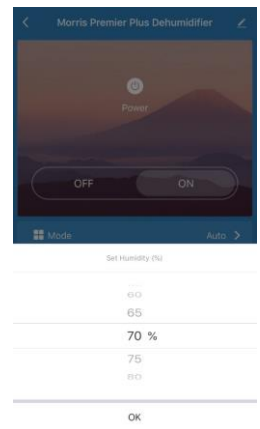 Morris Premier Plus Dehumidifier
Power
OFF ON
Mode Auto
Set Humidity (%)
60
65
70 %
75
80
OK